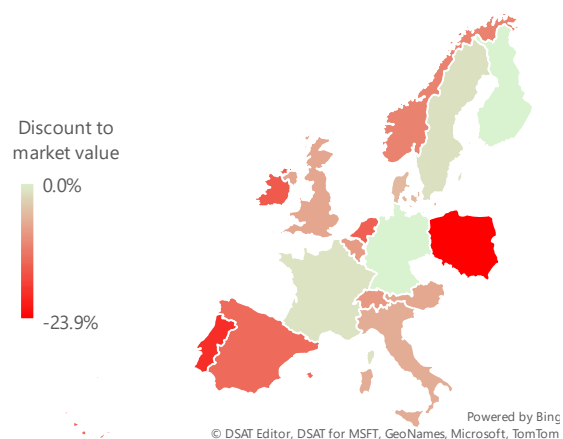 Discount to
market value
0.0%
-23.9%
Powered by Bing
© DSAT Editor, DSAT for MSFT, GeoNames, Microsoft, TomTom